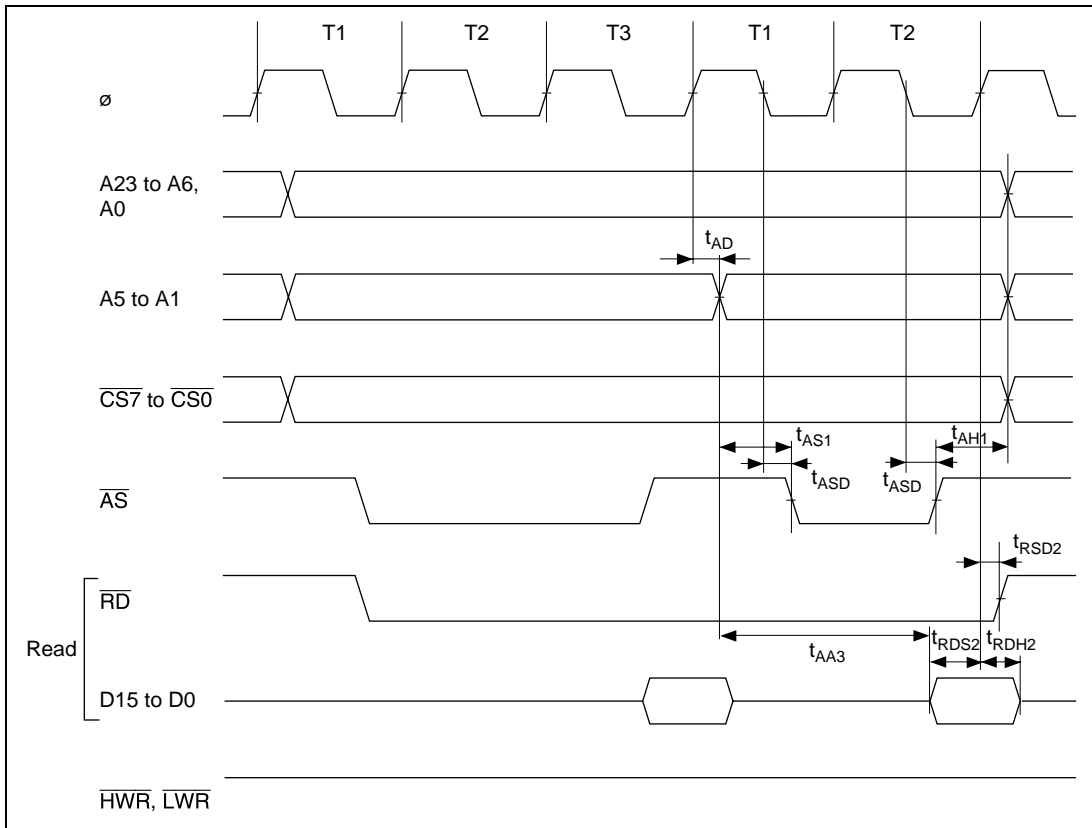 T1 T2 T3 T1 T2
ø
A23 to A6,
A0
tAD
A5 to A1
CS7 to CS0
tAS1 tAH1
tASD tASD
AS
tRSD2
RD
Read
tAA3 tRDS2 tRDH2
D15 to D0
HWR, LWR